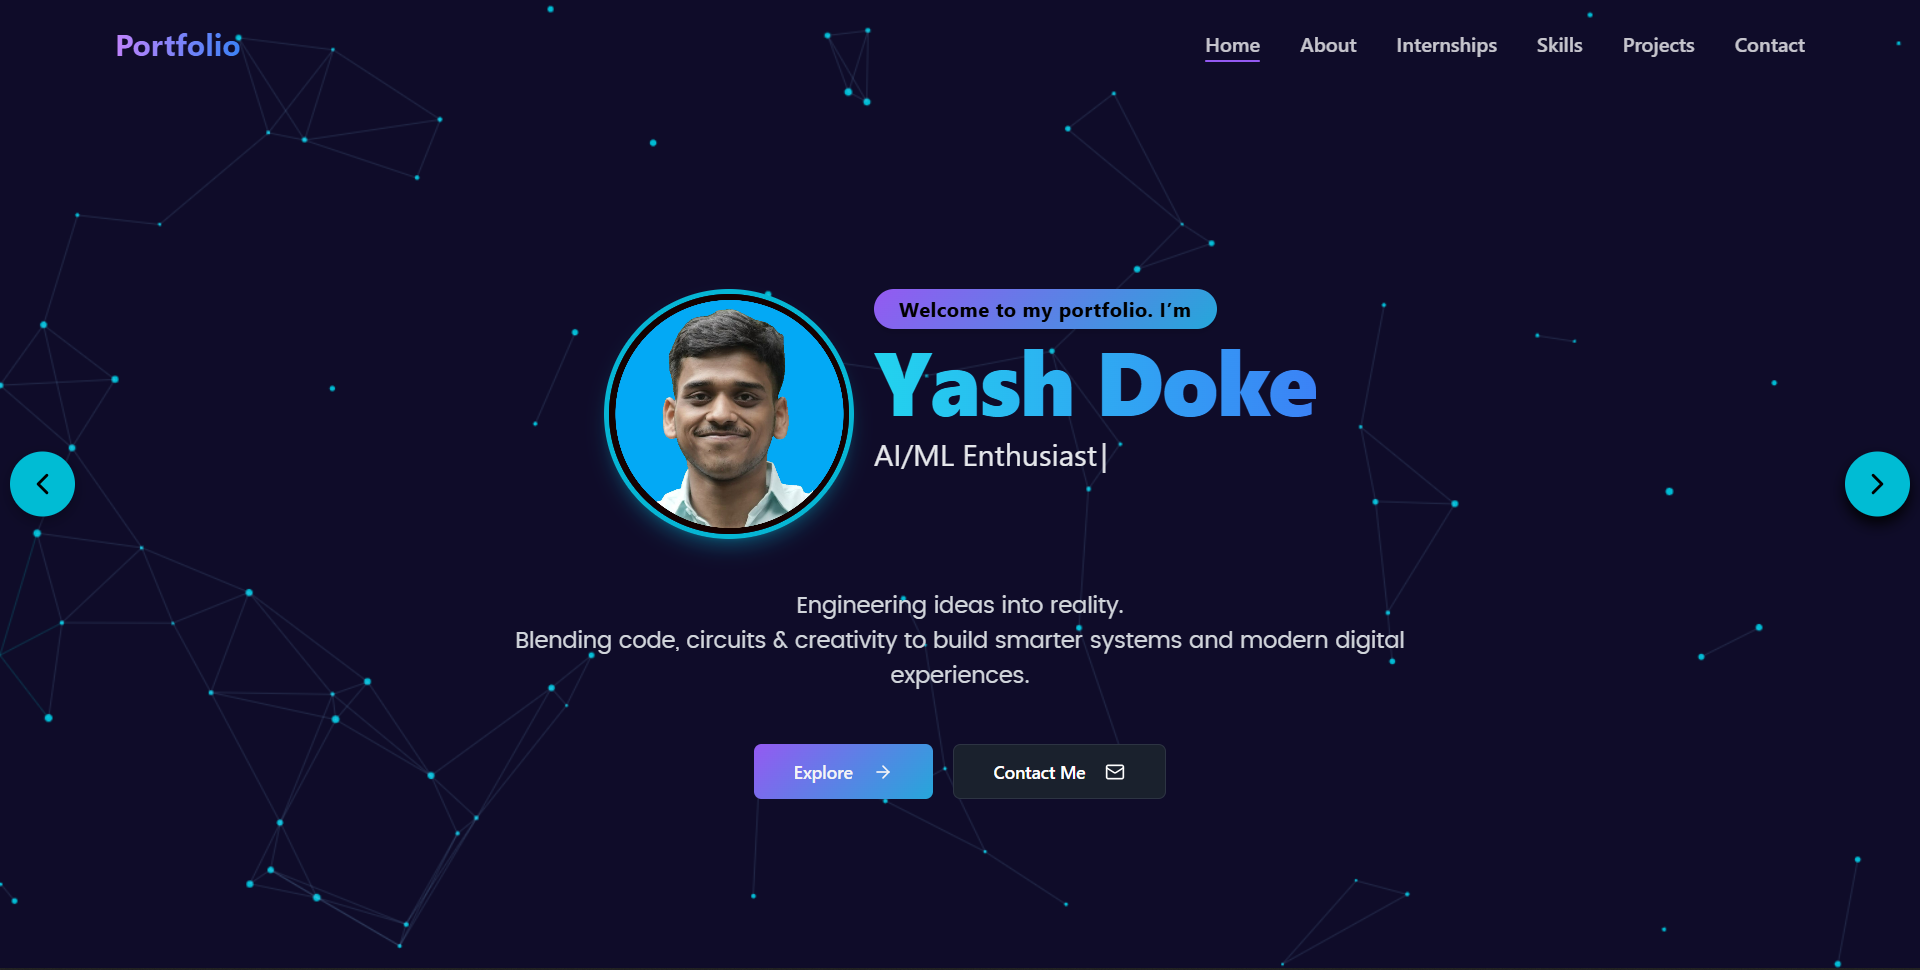 Portfolio
Home About Internships Skills Projects Contact
Welcome to my portfolio. I’m
Yash Doke
AI/ML Enthusiast|
Engineering ideas into reality.
Blending code, circuits & creativity to build smarter systems and modern digital
experiences.
Explore
Contact Me